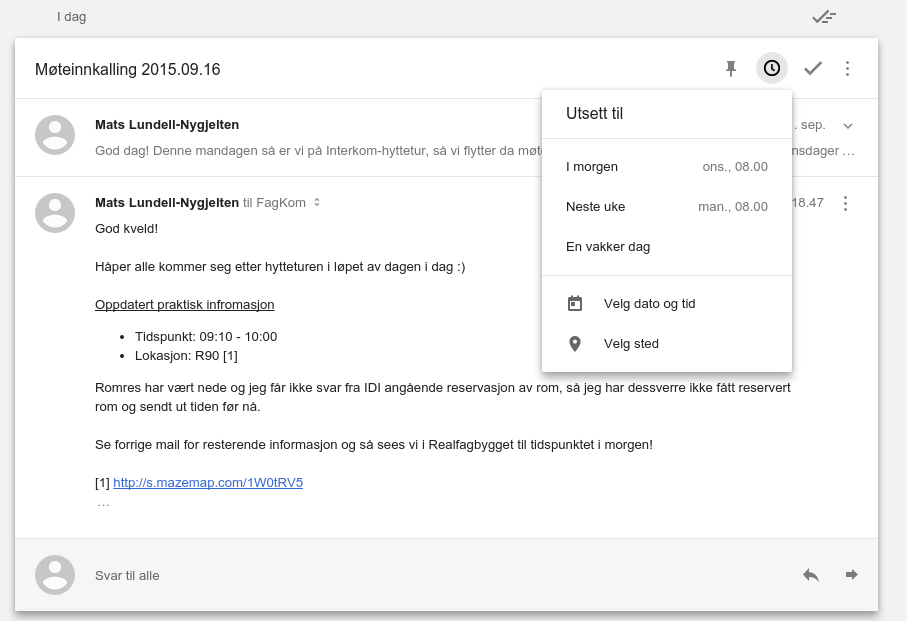 I dag
Møteinnkalling 2015.09.16
Utsett til
Mats Lundell-Nygjelten
. sep.
God dag! Denne mandagen så er vi på Interkom-hyttetur, så vi flytter da møt
nsdager ...
I morgen ons., 08.00
Mats Lundell-Nygjelten til FagKom
18.47
Neste uke man., 08.00
God kveld!
En vakker dag
Håper alle kommer seg etter hytteturen i løpet av dagen i dag :)
Oppdatert praktisk infromasjon
Velg dato og tid
• Tidspunkt: 09:10 - 10:00
Velg sted
• Lokasjon: R90 [1]
Romres har vært nede og jeg får ikke svar fra IDI angående reservasjon av rom, så jeg har dessverre ikke fått reservert
rom og sendt ut tiden før nå.
Se forrige mail for resterende informasjon og så sees vi i Realfagbygget til tidspunktet i morgen!
[1] http://s.mazemap.com/1W0tRV5
...
Svar til alle